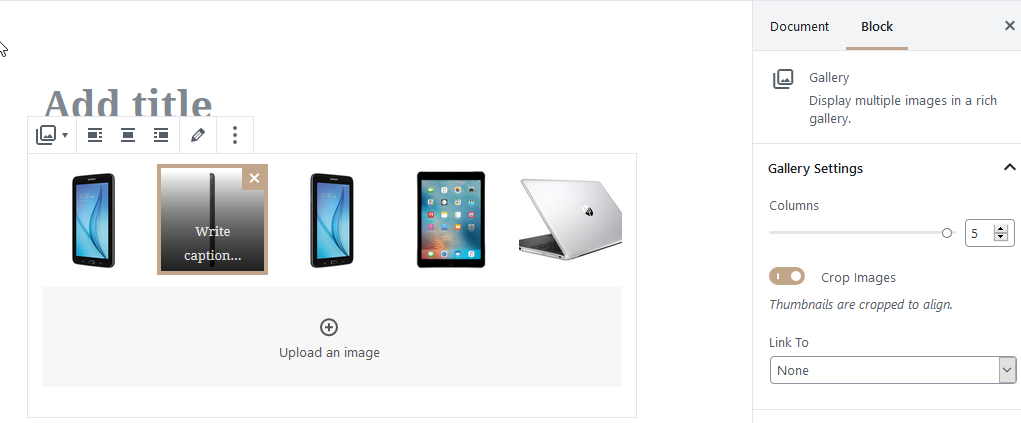 Document
Block
Add title
Gallery
Display multiple images in a rich
gallery.
Gallery Settings
Columns
5
Write
caption...
Crop Images
Thumbnails are cropped to align.
Upload an image
Link To
None